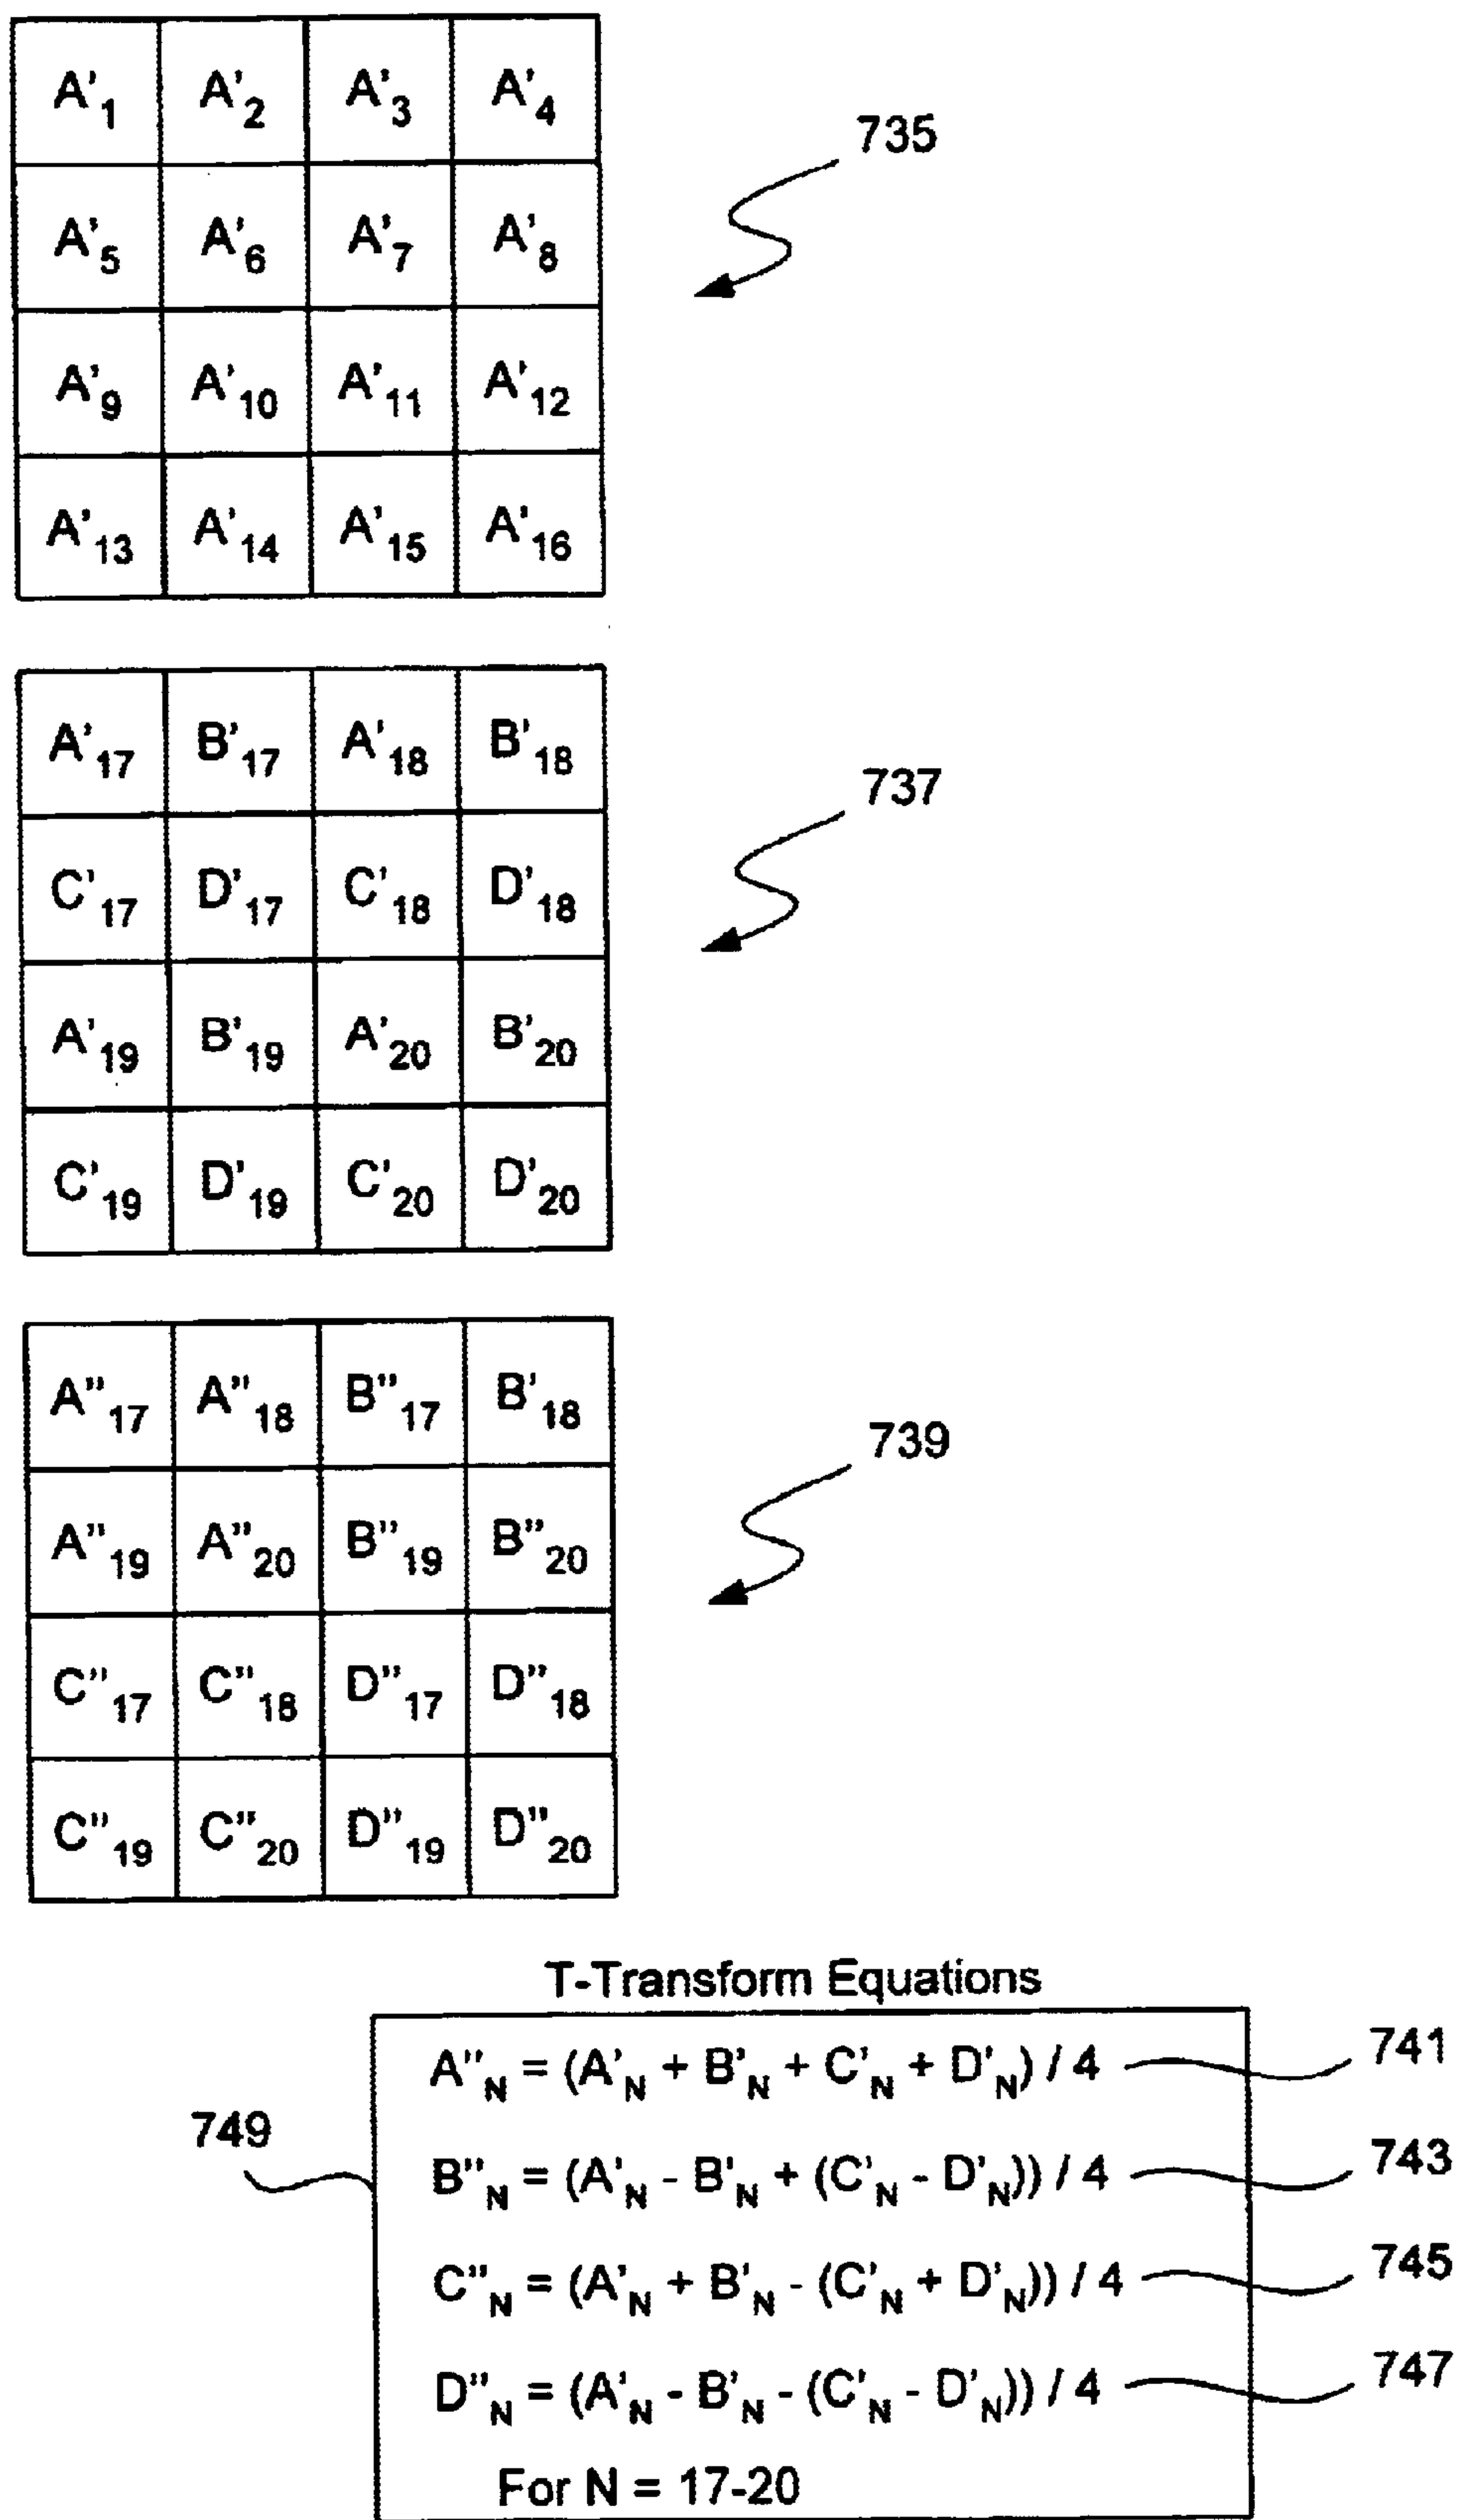 A'1 A'2 A'3 A'4
735
A'5 A'6 A'7 A'8
A'9 A'10 A'11 A'12
A'13 A'14 A'15 A'16
A'17 B'17 A'18 B'18
737
C'17 D'17 C'18 D'18
A'19 B'19 A'20 B'20
C'19 D'19 C'20 D'20
A"17 A"18 B"17 B'18
739
A"19 A"20 B"19 B"20
C"17 C"18 D"17 D"18
C"19 C"20 D"19 D"20
T-Transform Equations
A"N = (A'N + B'N + C'N + D'N) / 4 741
749
B"N = (A'N - B'N + (C'N - D'N)) / 4 743
C"N = (A'N + B'N - (C'N + D'N)) / 4 745
D"N = (A'N - B'N - (C'N - D'N)) / 4 747
For N = 17-20